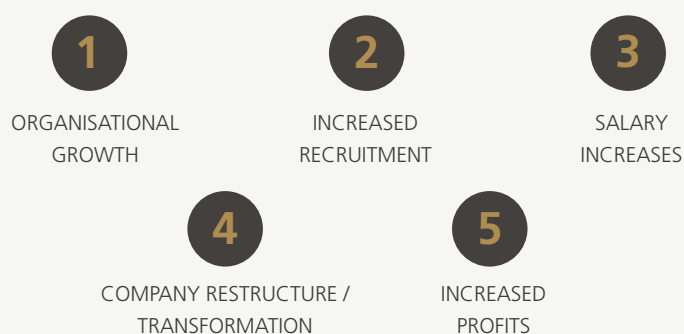 1
ORGANISATIONAL
GROWTH
2
INCREASED
RECRUITMENT
3
SALARY
INCREASES
4
COMPANY RESTRUCTURE /
TRANSFORMATION
5
INCREASED
PROFITS